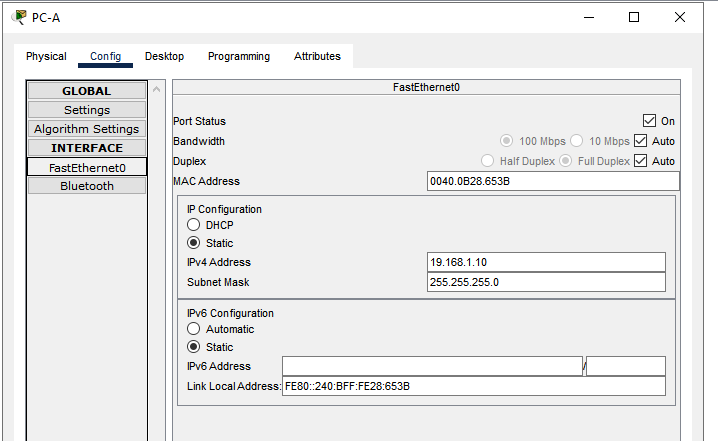 PC-A
Physical Config Desktop Programming Attributes
GLOBAL
Settings
Algorithm Settings
INTERFACE
FastEthernet0
Bluetooth
FastEthernet0
Port Status On
Bandwidth 100 Mbps 10 Mbps Auto
Duplex Half Duplex Full Duplex Auto
MAC Address 0040.0B28.653B
IP Configuration
DHCP
Static
IPv4 Address 19.168.1.10
Subnet Mask 255.255.255.0
IPv6 Configuration
Automatic
Static
IPv6 Address /
Link Local Address: FE80::240:BFF:FE28:653B